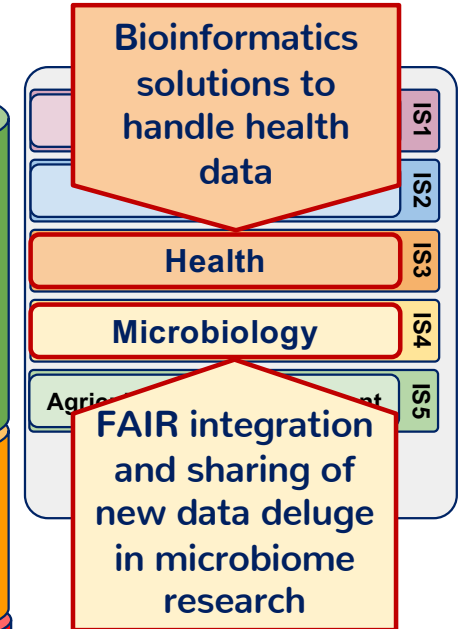 Bioinformatics
solutions to
handle health
data
IS1
IS2
Health
IS3
Microbiology
IS4
IS5
FAIR integration
and sharing of
new data deluge
in microbiome
research